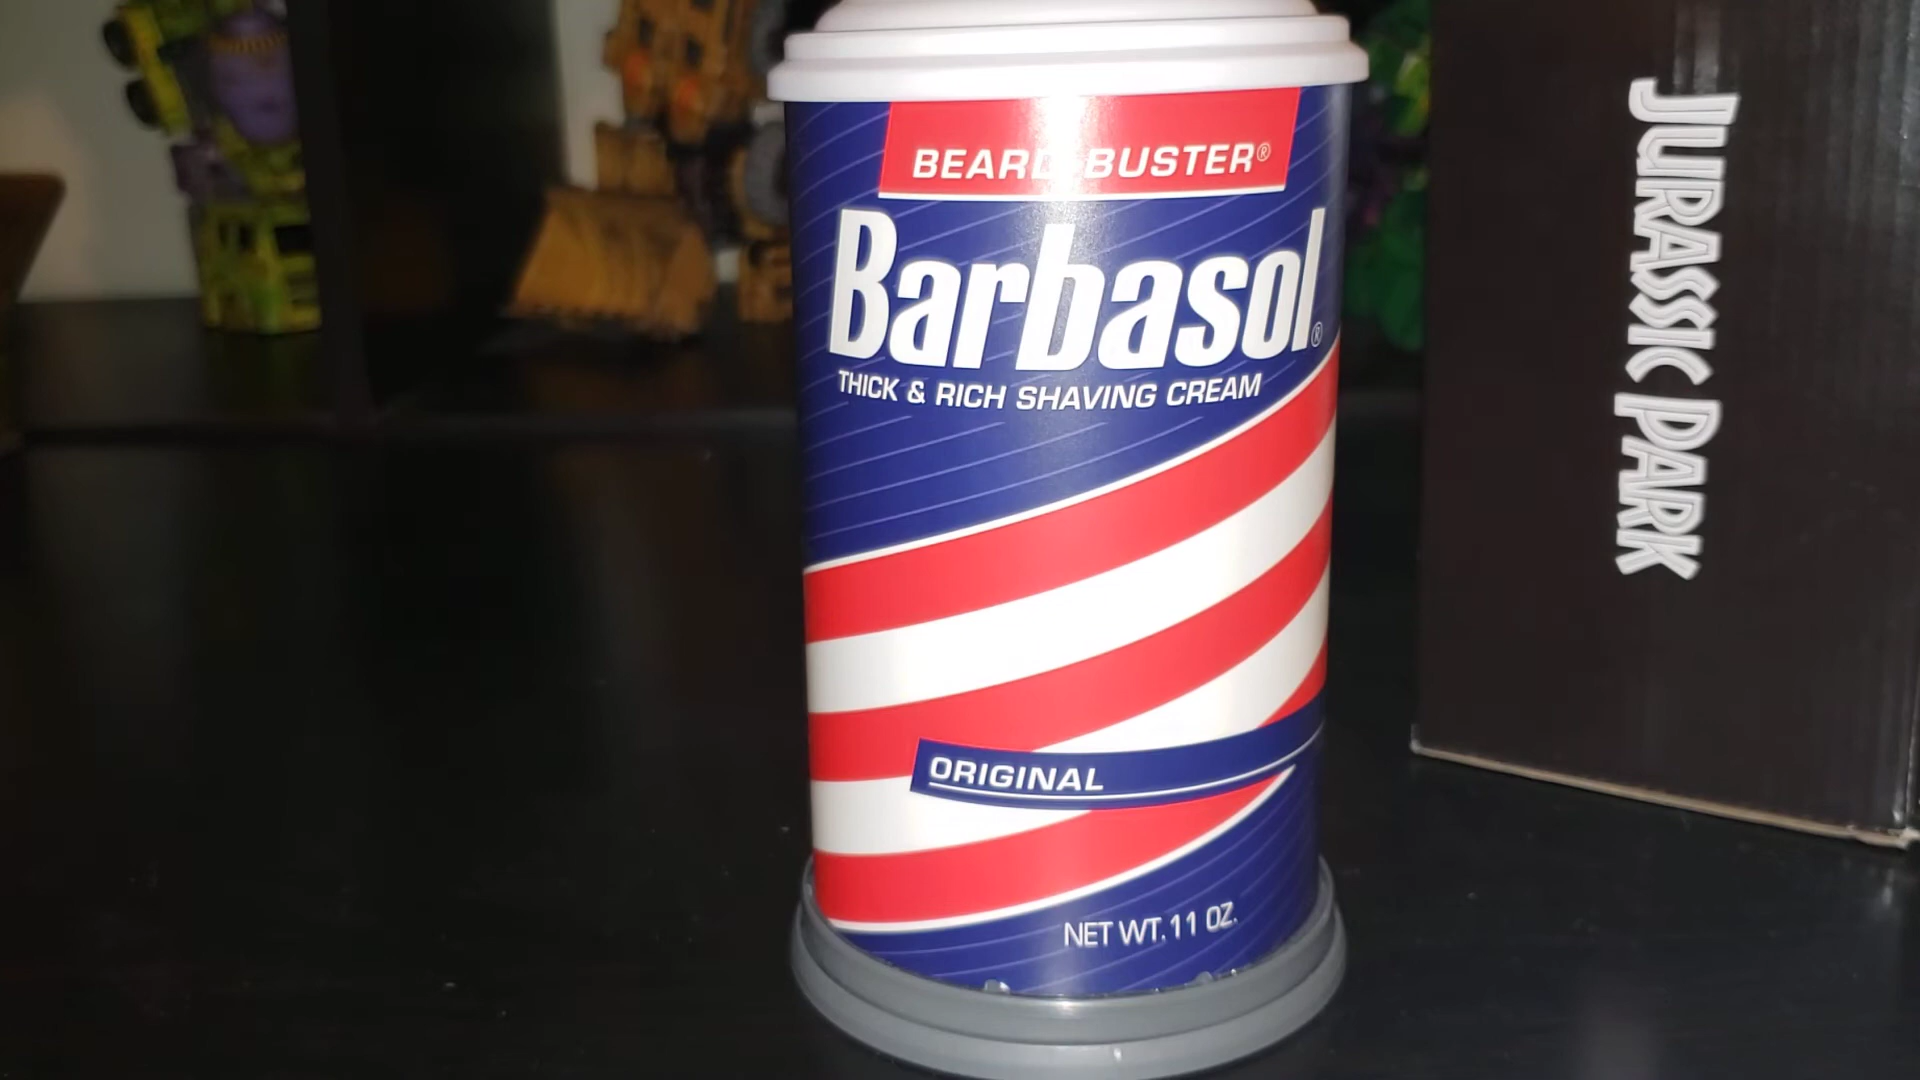 BEARD BUSTER®
Barbasol®
THICK & RICH SHAVING CREAM
ORIGINAL
NET WT. 11 OZ.
JURASSIC PARK